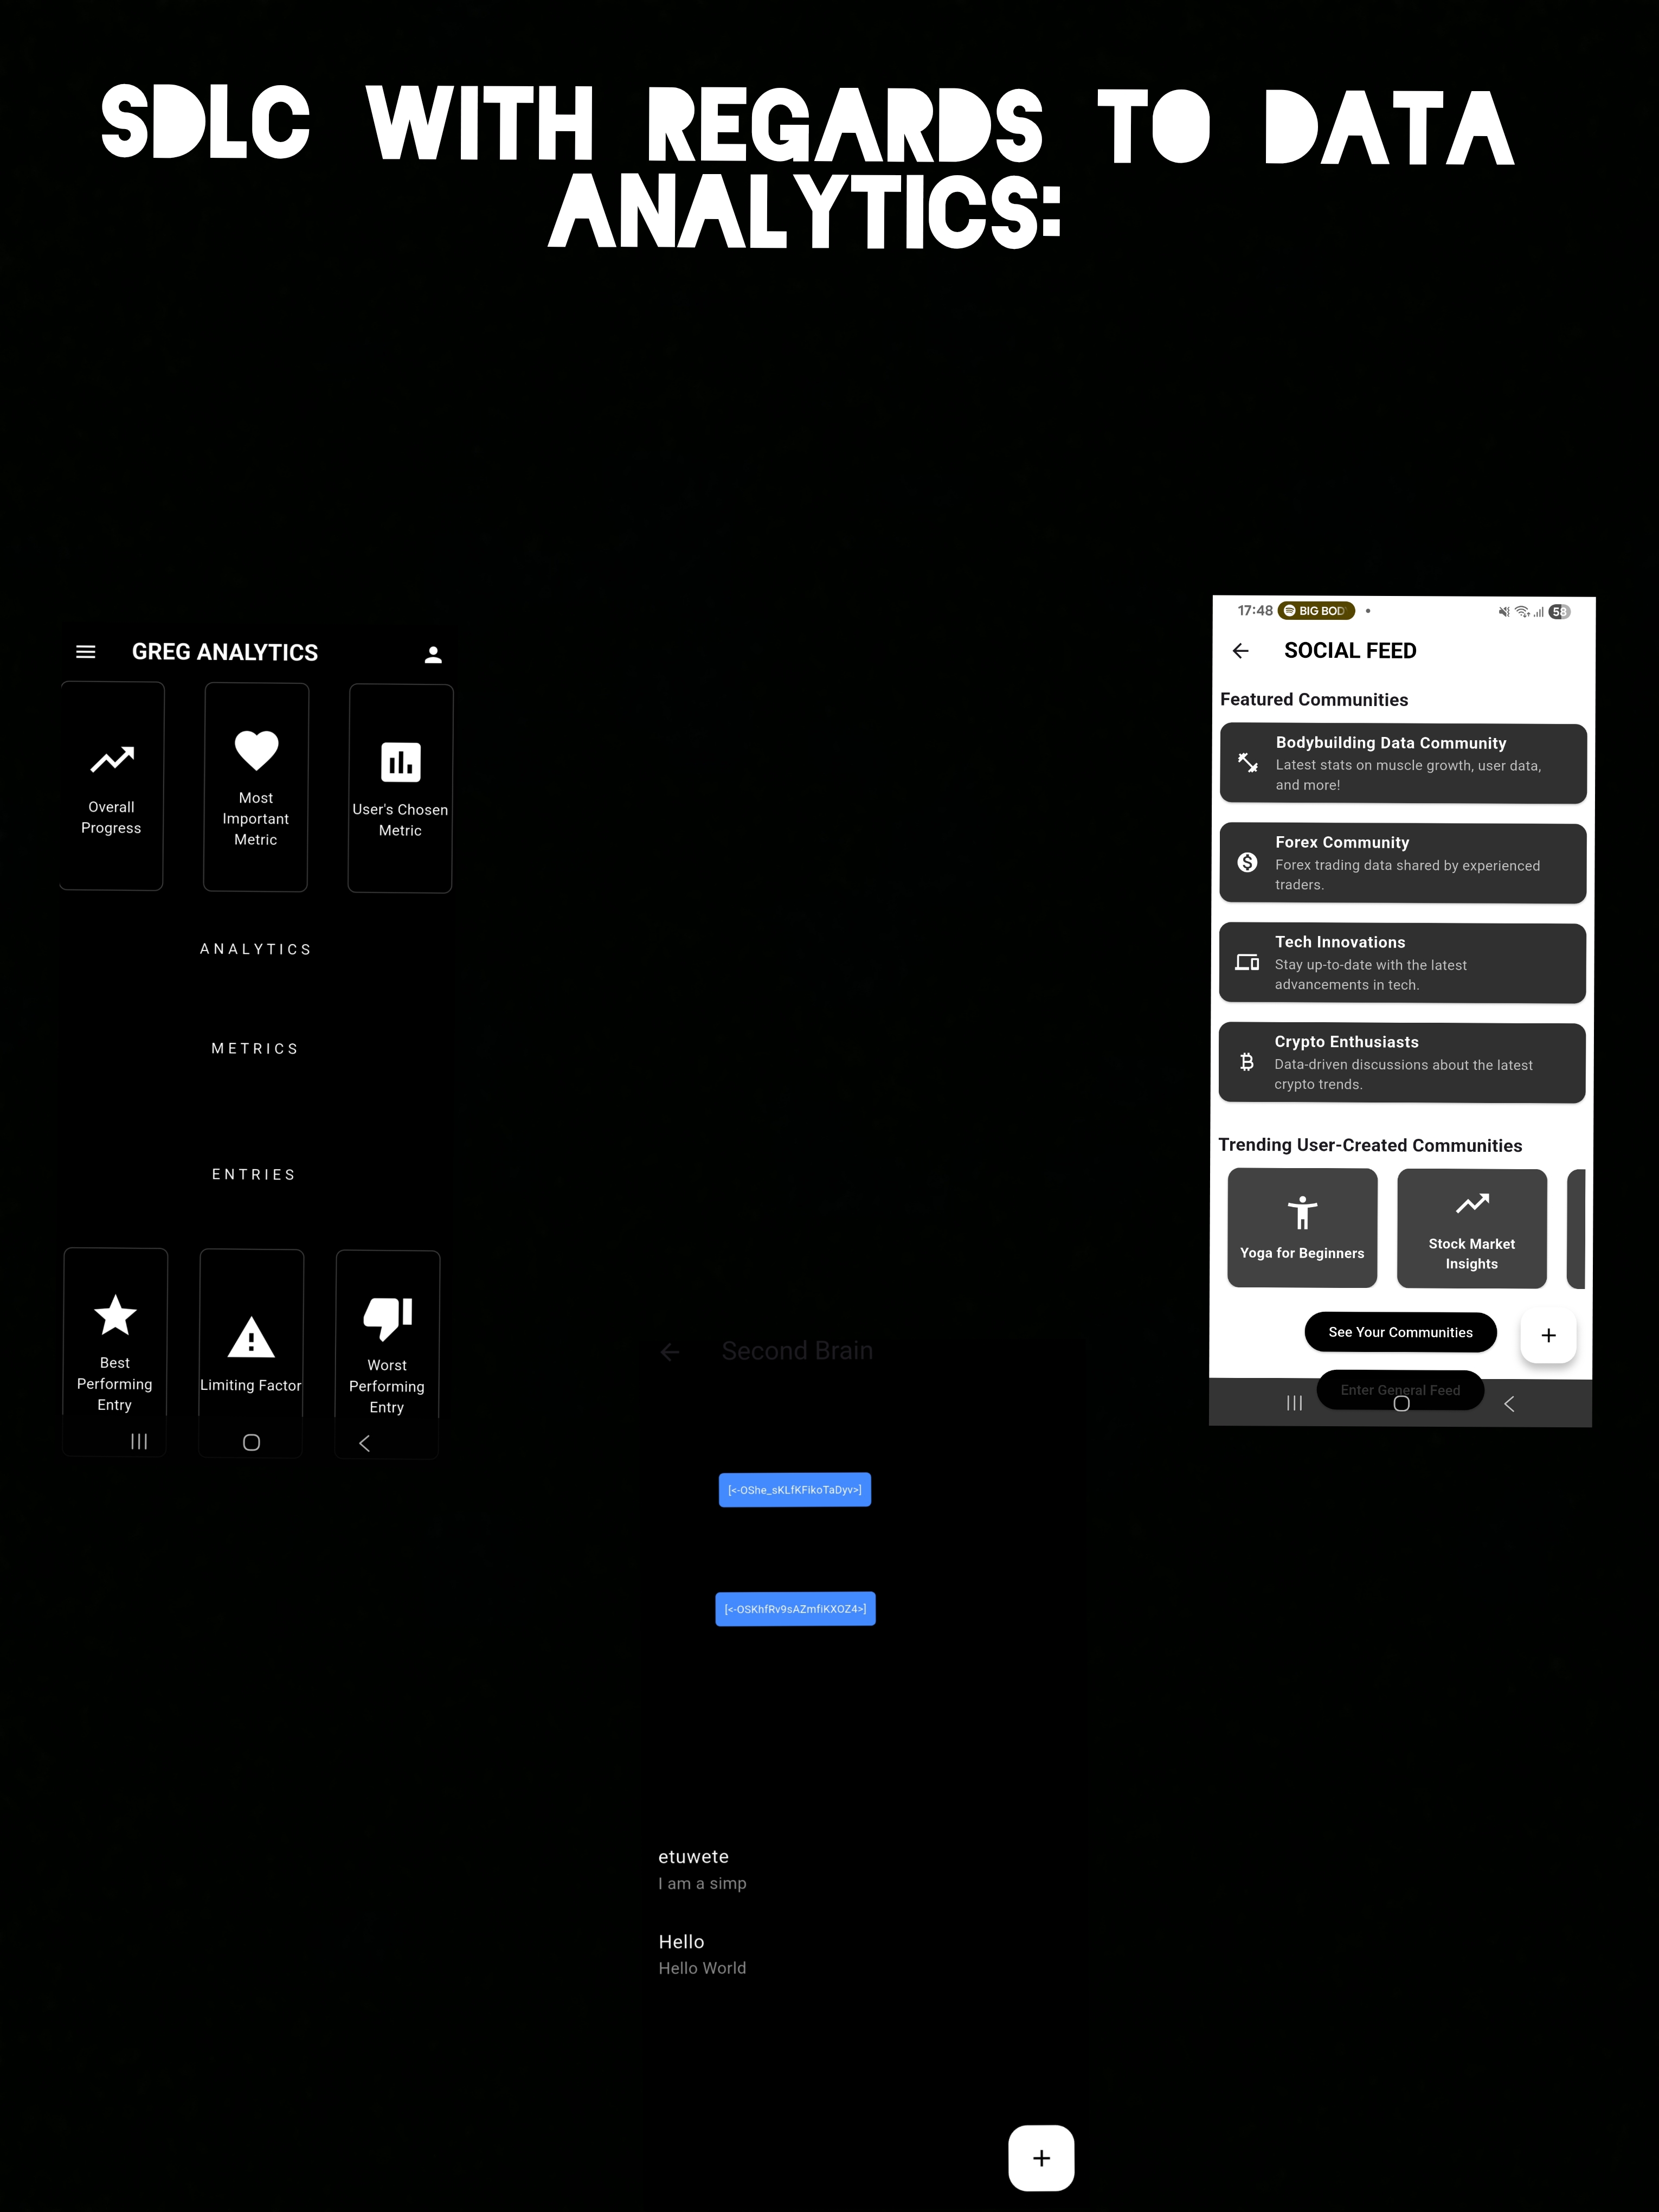 SDLC WITH REGARDS TO DATA
ANALYTICS:
GREG ANALYTICS
Overall
Progress
Most
Important
Metric
User's Chosen
Metric
ANALYTICS
METRICS
ENTRIES
Best
Performing
Entry
Limiting Factor
Worst
Performing
Entry
Second Brain
[<-OShe_sKLfKFikoTaDyv>]
[<-OSKhfRv9sAZmfiKXOZ4>]
etuwete
I am a simp
Hello
Hello World
+
17:48 BIG BOD
58
SOCIAL FEED
Featured Communities
Bodybuilding Data Community
Latest stats on muscle growth, user data,
and more!
Forex Community
Forex trading data shared by experienced
traders.
Tech Innovations
Stay up-to-date with the latest
advancements in tech.
Crypto Enthusiasts
Data-driven discussions about the latest
crypto trends.
Trending User-Created Communities
Yoga for Beginners
Stock Market
Insights
See Your Communities
+
Enter General Feed